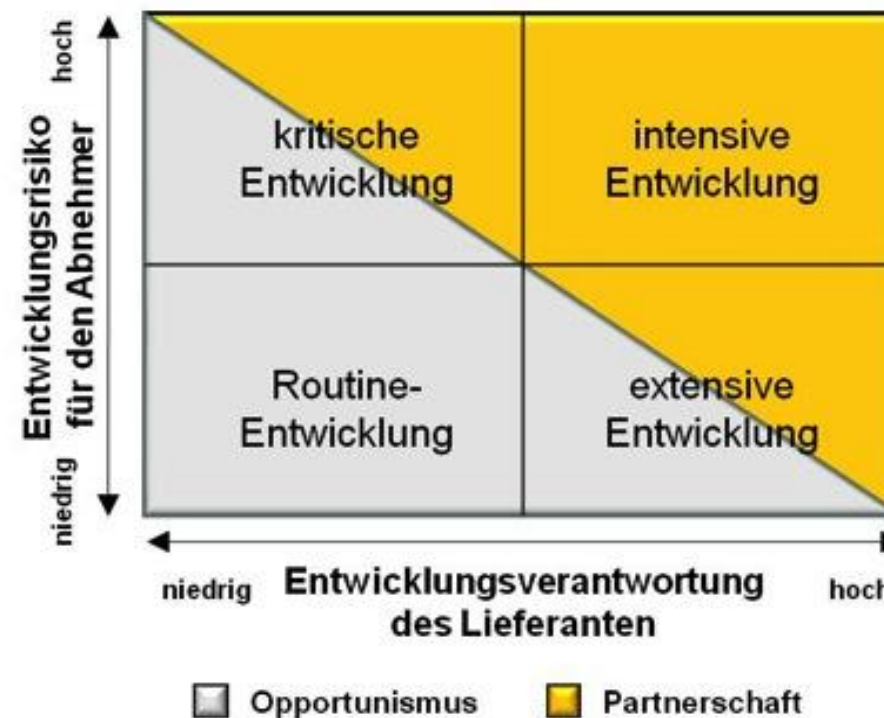 hoch
Entwicklungsrisiko
für den Abnehmer
niedrig
kritische
Entwicklung
intensive
Entwicklung
Routine-
Entwicklung
extensive
Entwicklung
niedrig
Entwicklungsverantwortung
des Lieferanten
hoch
Opportunismus
Partnerschaft